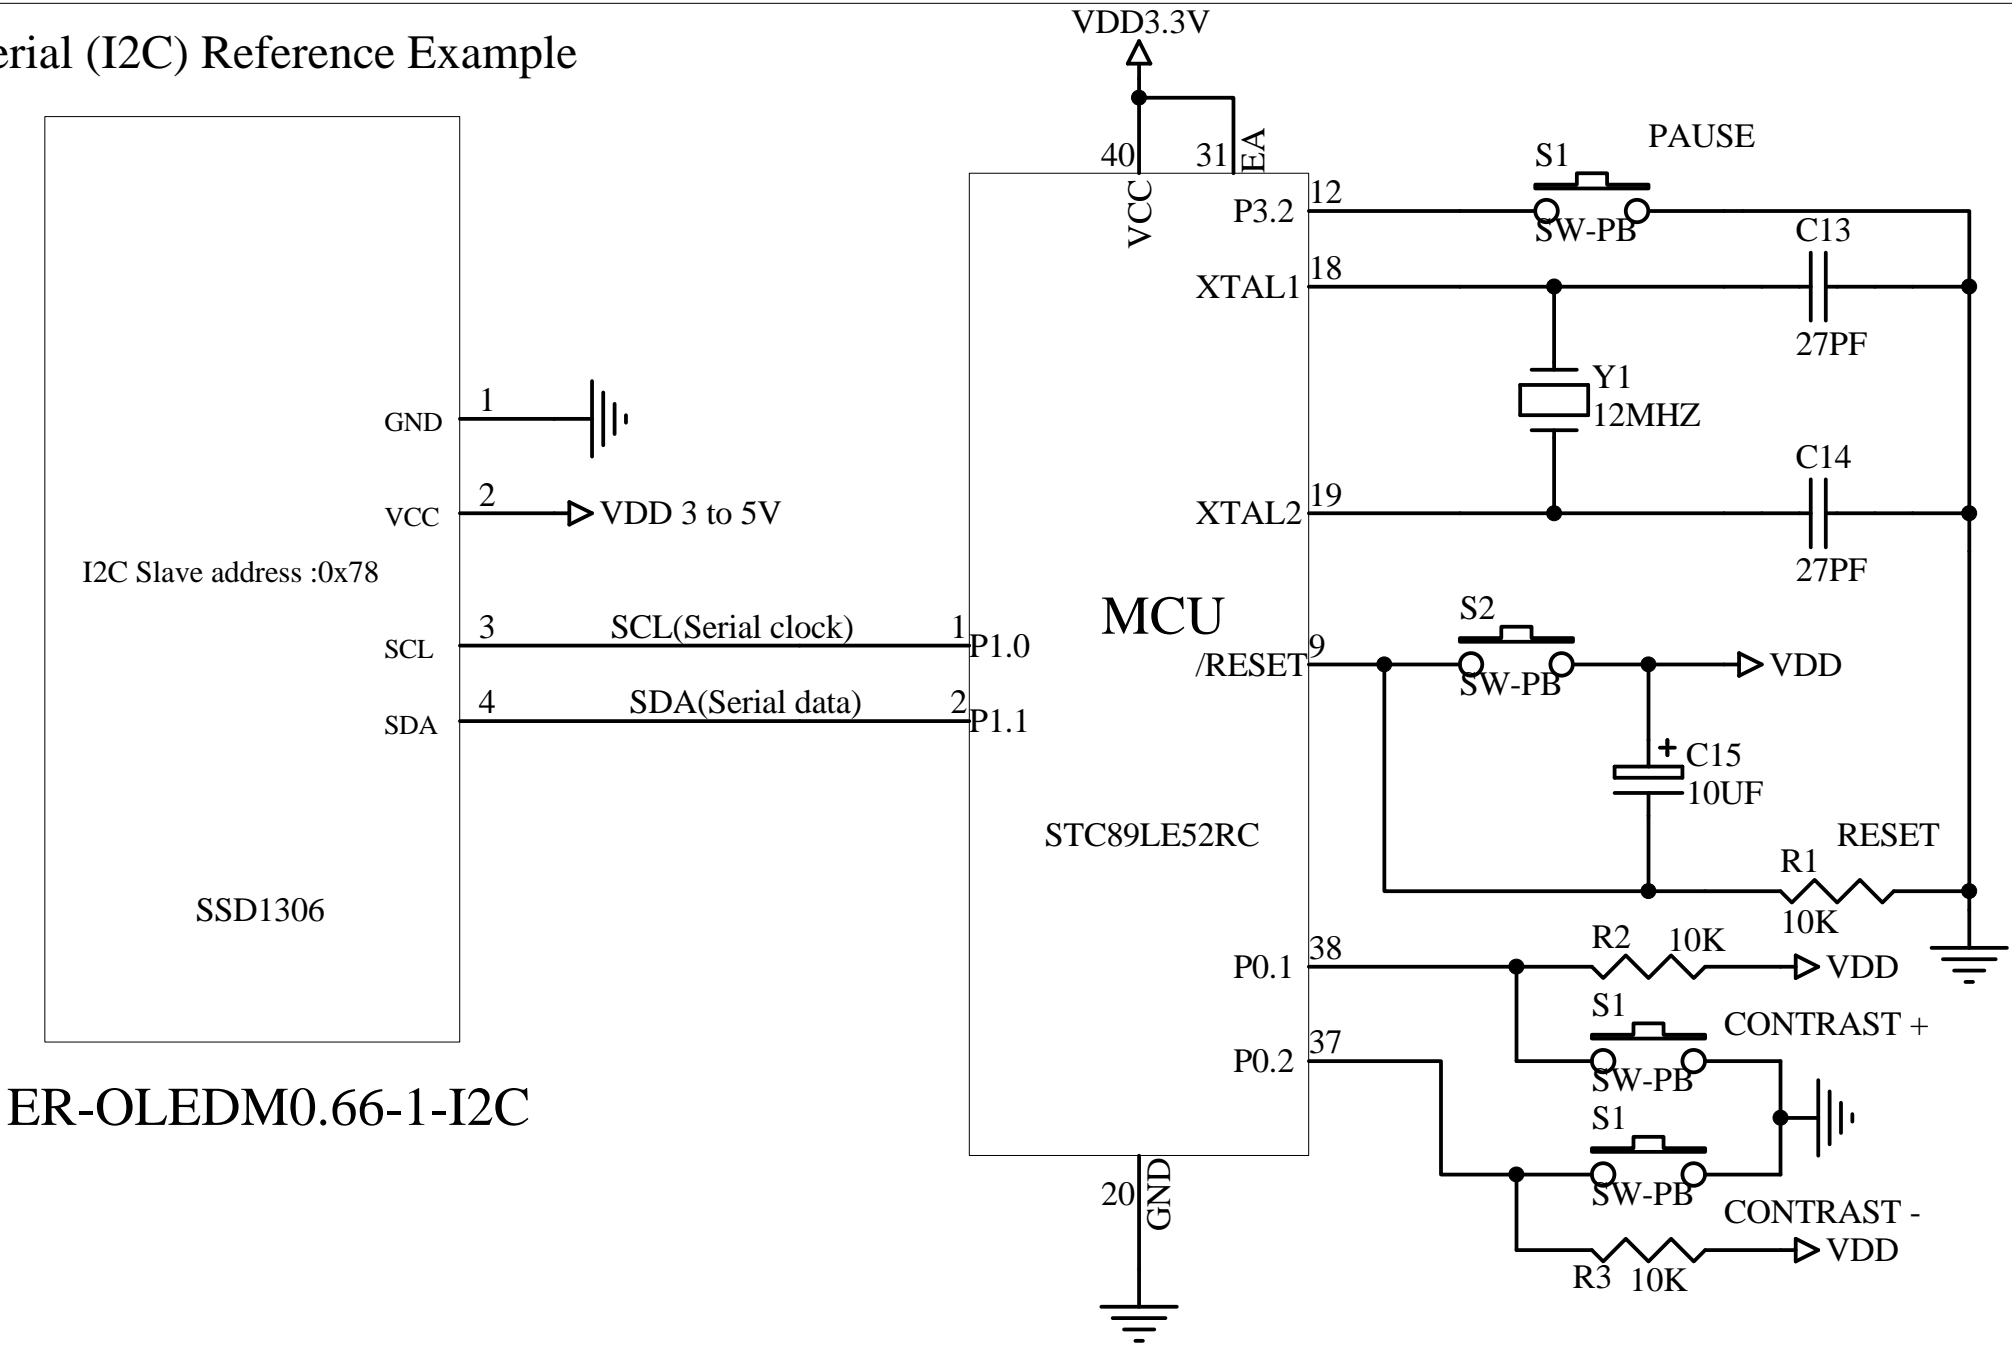 erial (I2C) Reference Example
VDD3.3V
40
31
EA
VCC
PAUSE
S1
P3.2
12
SW-PB
C13
XTAL1
18
27PF
Y1
12MHZ
GND
1
VCC
2
VDD 3 to 5V
C14
XTAL2
19
27PF
I2C Slave address :0x78
MCU
SCL
3
SCL(Serial clock)
1
P1.0
S2
/RESET
9
SW-PB
VDD
SDA
4
SDA(Serial data)
2
P1.1
+
C15
10UF
STC89LE52RC
RESET
R1
10K
SSD1306
P0.1
38
R2
10K
VDD
S1
CONTRAST +
SW-PB
P0.2
37
S1
SW-PB
CONTRAST -
VDD
R3
10K
ER-OLEDM0.66-1-I2C
20
GND